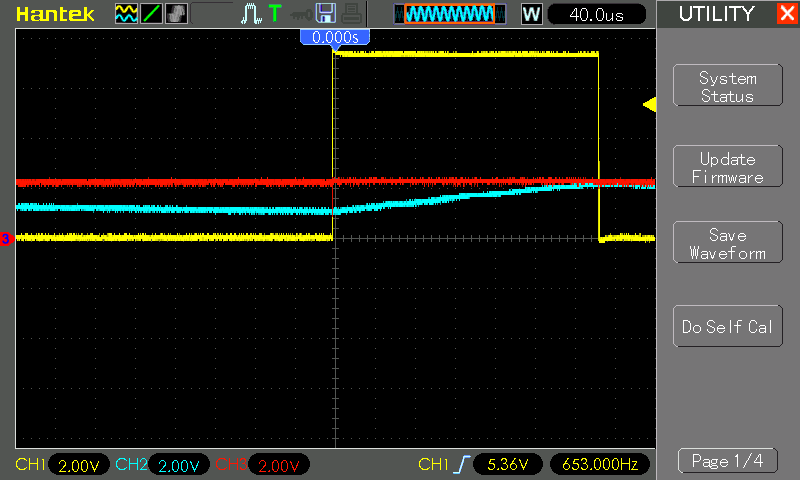 Hantek
T
W
40.0us
UTILITY
0.000s
System
Status
Update
Firmware
Save
Waveform
Do Self Cal
3
CH1 2.00V CH2 2.00V CH3 2.00V CH1 5.36V 653.000Hz
Page 1/4